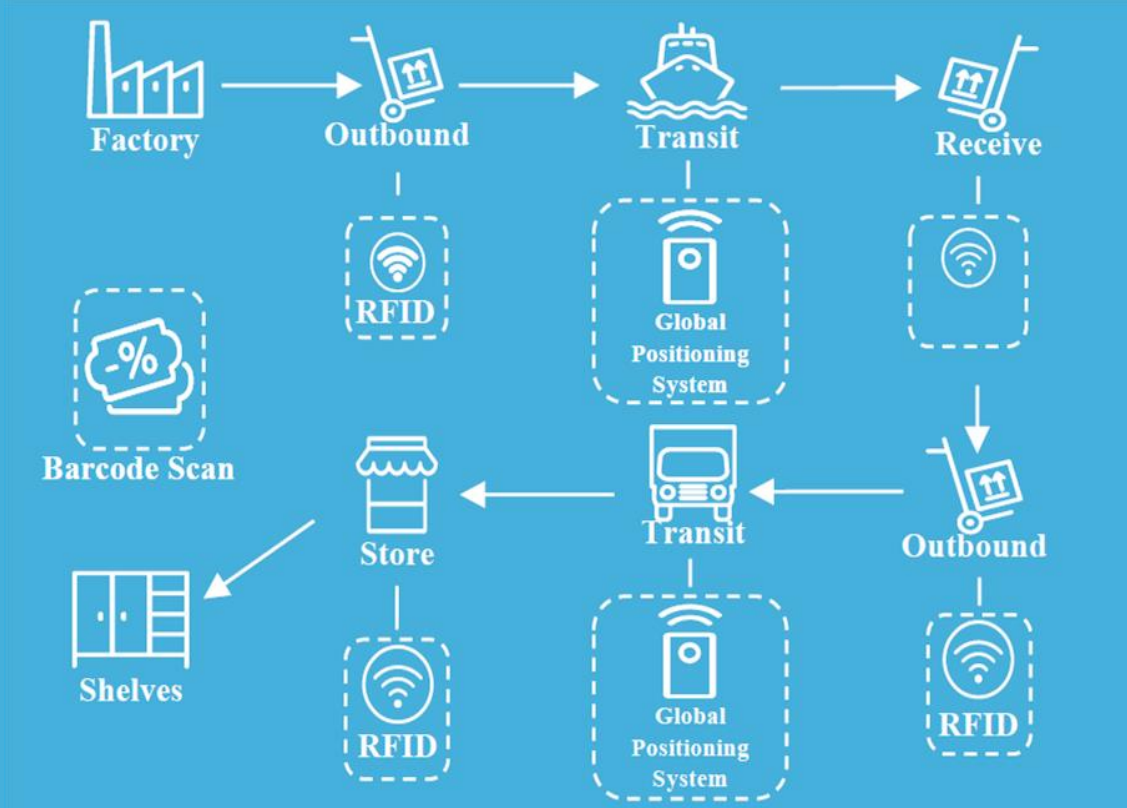 Factory
Outbound
Transit
Receive
RFID
Global
Positioning
System
-%
Barcode Scan
Store
Transit
Outbound
Shelves
RFID
Global
Positioning
System
RFID